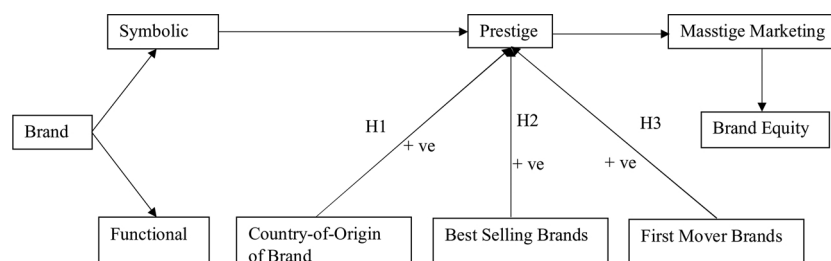 Symbolic
Prestige
Masstige Marketing
Brand
H1
H2
H3
Brand Equity
+ ve
+ ve
+ ve
Functional
Country-of-Origin
of Brand
Best Selling Brands
First Mover Brands